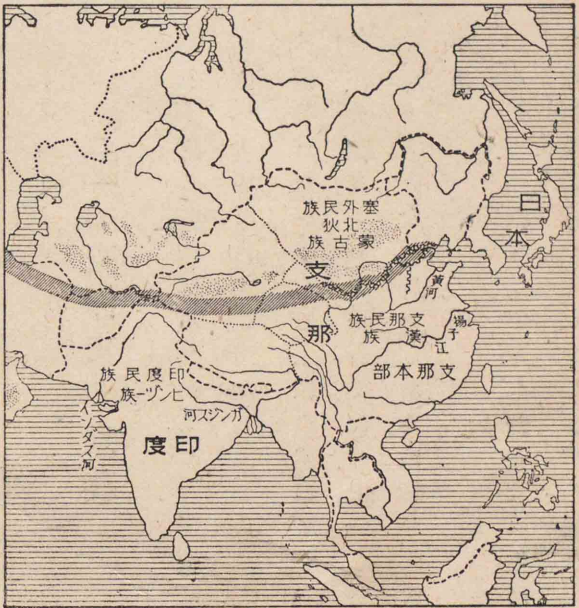 塞外民族
北狄
蒙古族
支那
日本
黄河
支那民族
漢族
揚子江
支那本部
印度民族
ヒンヅー族
ガンジス河
インダス河
印度